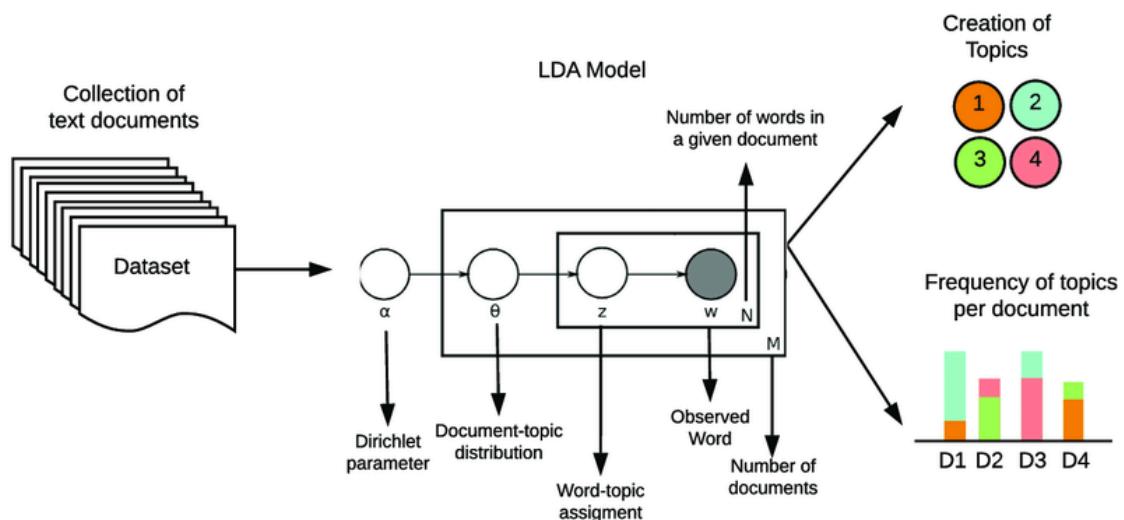 Collection of
text documents
Dataset
LDA Model
Number of words in
a given document
α
θ
z
w
N
M
Dirichlet
parameter
Document-topic
distribution
Word-topic
assigment
Observed
Word
Number of
documents
Creation of
Topics
1
2
3
4
Frequency of topics
per document
D1
D2
D3
D4